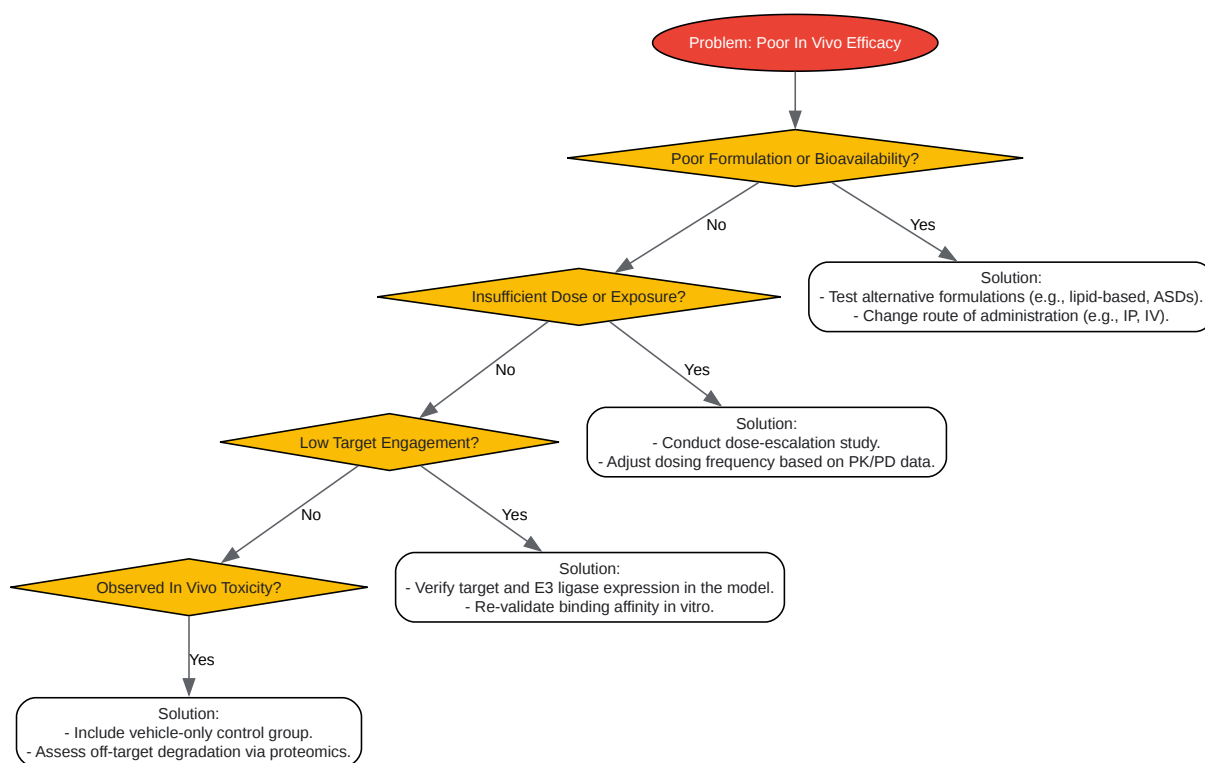 Problem: Poor In Vivo Efficacy
Poor Formulation or Bioavailability?
No
Yes
Insufficient Dose or Exposure?
Solution:
- Test alternative formulations (e.g., lipid-based, ASDs).
- Change route of administration (e.g., IP, IV).
No
Yes
Low Target Engagement?
Solution:
- Conduct dose-escalation study.
- Adjust dosing frequency based on PK/PD data.
No
Yes
Observed In Vivo Toxicity?
Solution:
- Verify target and E3 ligase expression in the model.
- Re-validate binding affinity in vitro.
Yes
Solution:
- Include vehicle-only control group.
- Assess off-target degradation via proteomics.